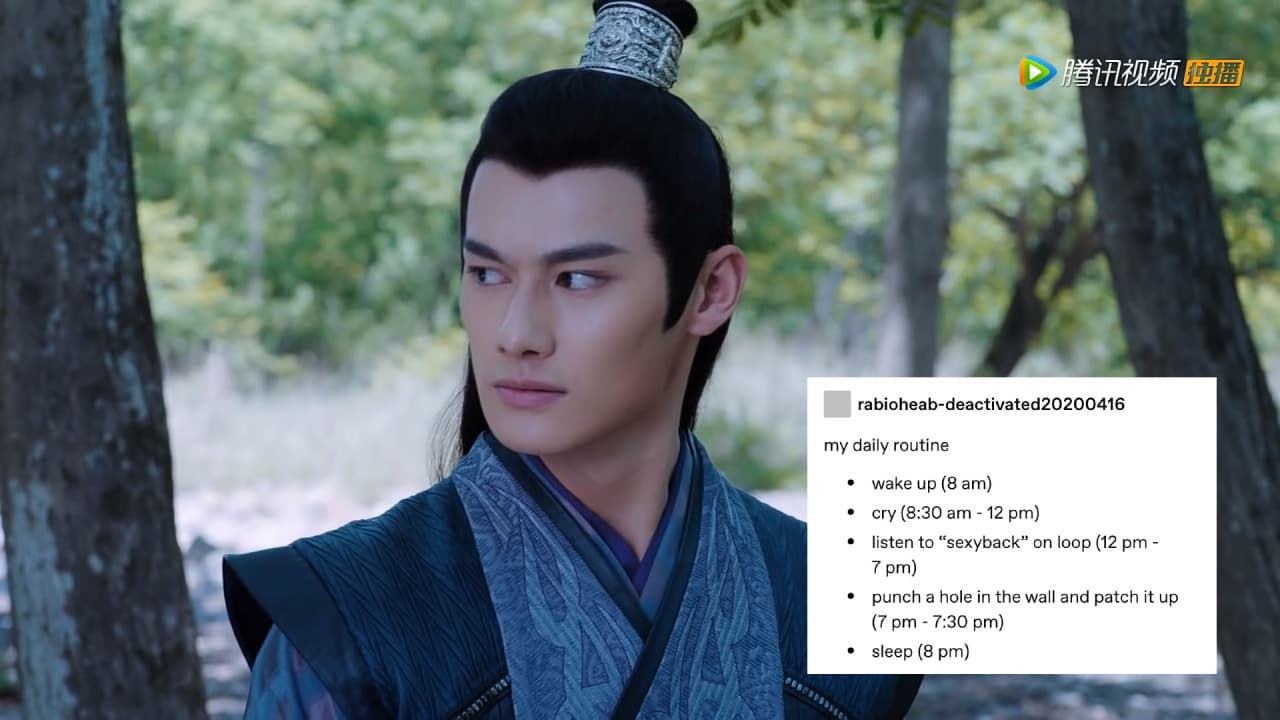 腾讯视频 独播
rabioheab-deactivated20200416
my daily routine
• wake up (8 am)
• cry (8:30 am - 12 pm)
• listen to “sexyback” on loop (12 pm -
7 pm)
• punch a hole in the wall and patch it up
(7 pm - 7:30 pm)
• sleep (8 pm)